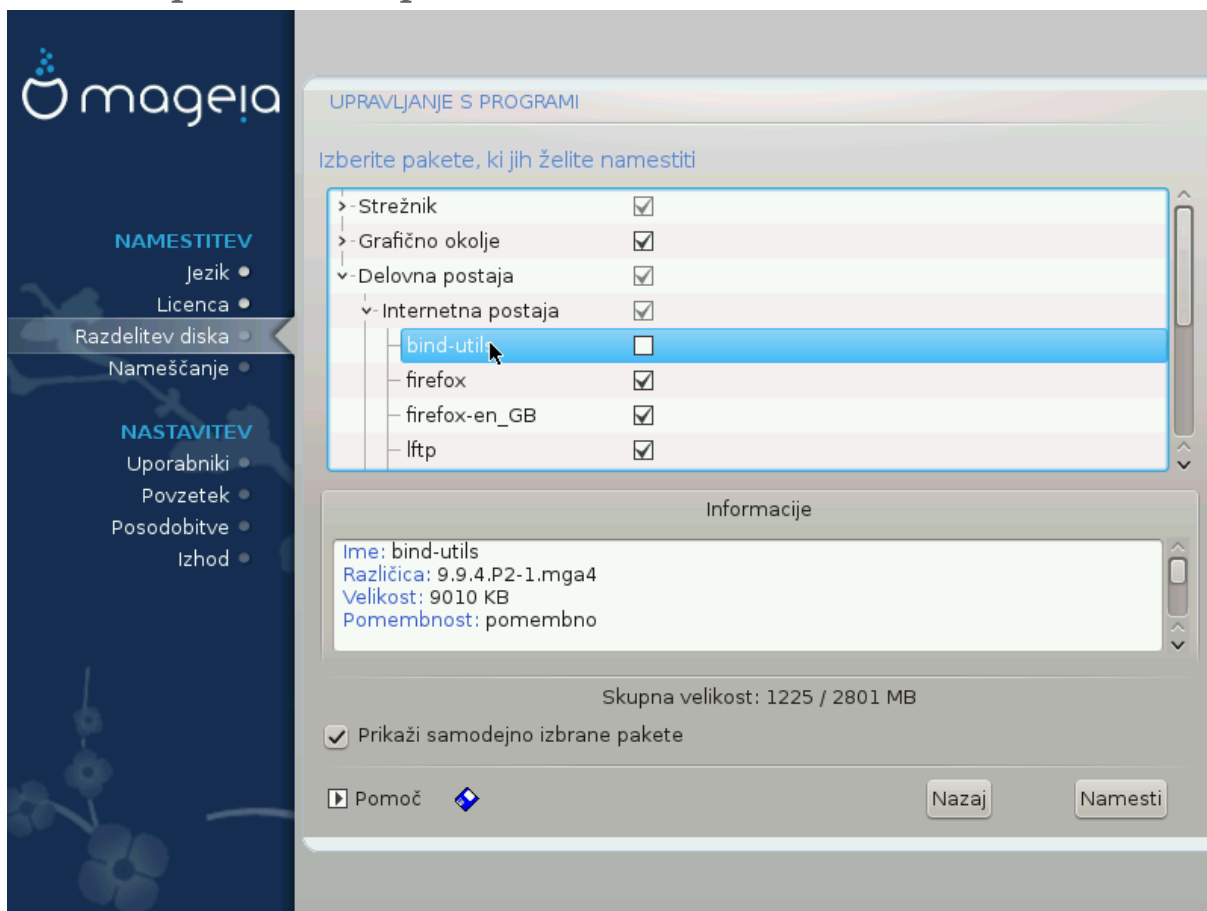 mageia
NAMESTITEV
Jezik
Licenca
Razdelitev diska
Nameščanje
NASTAVITEV
Uporabniki
Povzetek
Posodobitve
Izhod
UPRAVLJANJE S PROGRAMI
Izberite pakete, ki jih želite namestiti
Strežnik
Grafično okolje
Delovna postaja
Internetna postaja
bind-utils
firefox
firefox-en_GB
lftp
Informacije
Ime: bind-utils
Različica: 9.9.4.P2-1.mga4
Velikost: 9010 KB
Pomembnost: pomembno
Skupna velikost: 1225 / 2801 MB
Prikaži samodejno izbrane pakete
Pomoč
Nazaj
Namesti